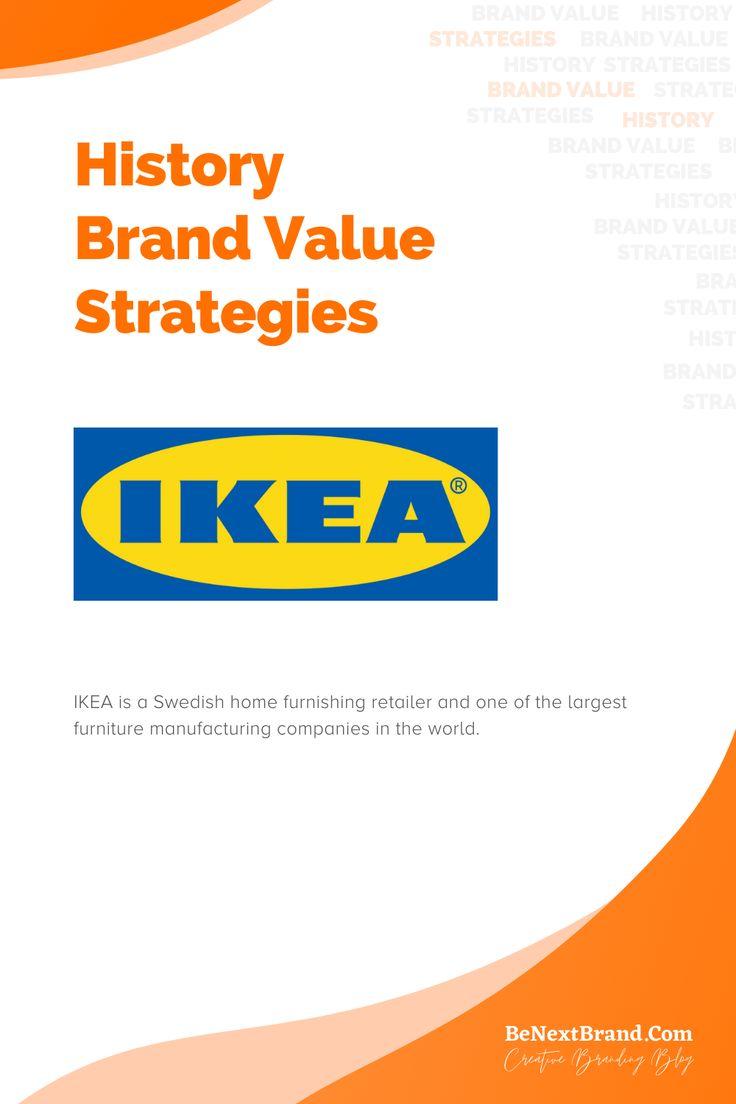 BRAND VALUE HISTORY
STRATEGIES BRAND VALUE
HISTORY STRATEGIES
BRAND VALUE STRATEG
STRATEGIES HISTORY
BRAND VALUE B
STRATEGIES
HISTORY
BRAND VALUE
STRATEGIES
BRA
STRAT
HIST
BRAND
STRA
History
Brand Value
Strategies
IKEA®
IKEA is a Swedish home furnishing retailer and one of the largest
furniture manufacturing companies in the world.
BeNextBrand.Com
Creative Branding Blog